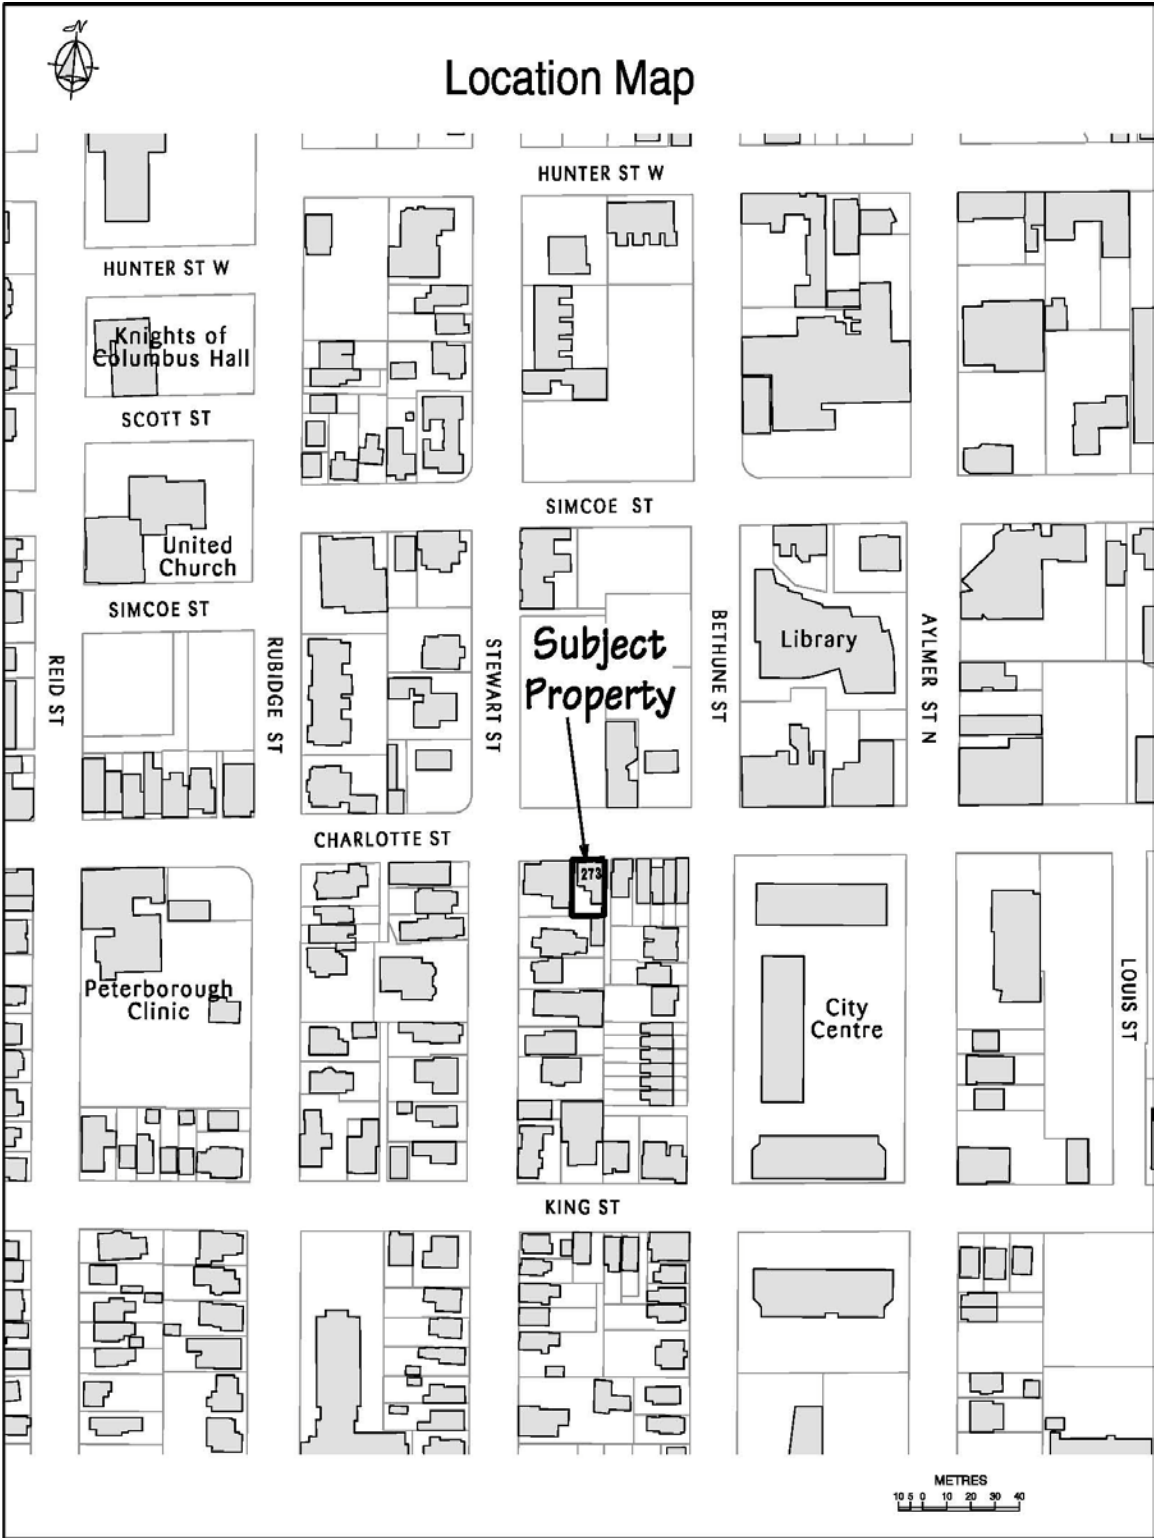 N
Location Map
HUNTER ST W
HUNTER ST W
Knights of
Columbus Hall
SCOTT ST
SIMCOE ST
United
Church
SIMCOE ST
REID ST
RUBIDGE ST
STEWART ST
Subject
Property
BETHUNE ST
Library
AYLMER ST N
CHARLOTTE ST
273
Peterborough
Clinic
City
Centre
LOUIS ST
KING ST
METRES
10 5 0 10 20 30 40